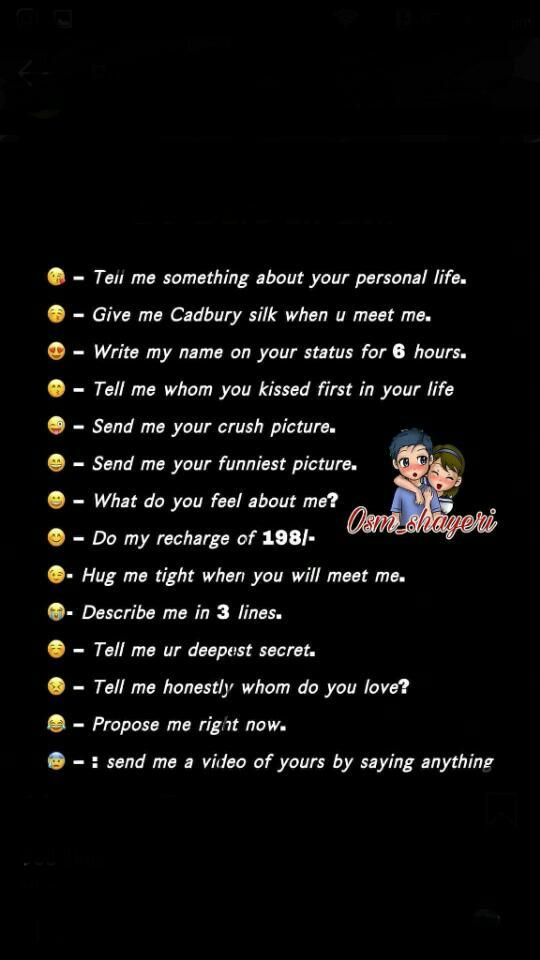 😘 – Tell me something about your personal life.
😚 – Give me Cadbury silk when u meet me.
😍 – Write my name on your status for 6 hours.
😙 – Tell me whom you kissed first in your life
😜 – Send me your crush picture.
😄 – Send me your funniest picture.
😀 – What do you feel about me?
😊 – Do my recharge of 198/-
😉- Hug me tight when you will meet me.
😭- Describe me in 3 lines.
☺️ – Tell me ur deepest secret.
😣 – Tell me honestly whom do you love?
😂 – Propose me right now.
😰 – : send me a video of yours by saying anything
Osm_shayeri